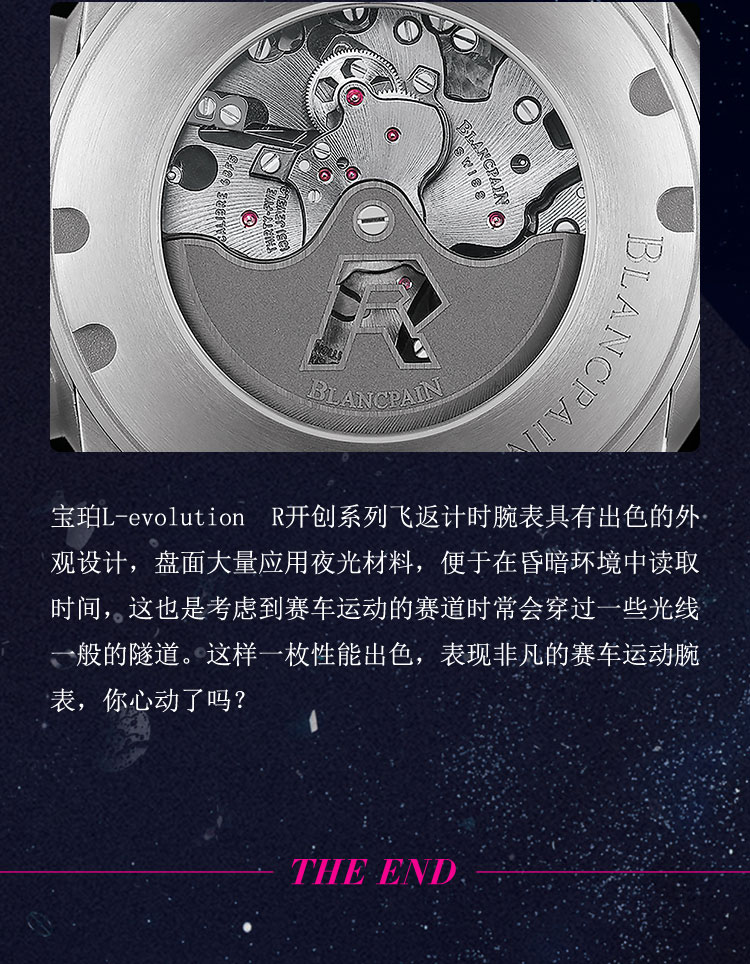 BLANCPAIN
swiss
THIRTY-FIVE
BLANCPAIN
R
BLANCPAIN
宝珀L-evolution R开创系列飞返计时腕表具有出色的外
观设计，盘面大量应用夜光材料，便于在昏暗环境中读取
时间，这也是考虑到赛车运动的赛道时常会穿过一些光线
一般的隧道。这样一枚性能出色，表现非凡的赛车运动腕
表，你心动了吗？
THE END